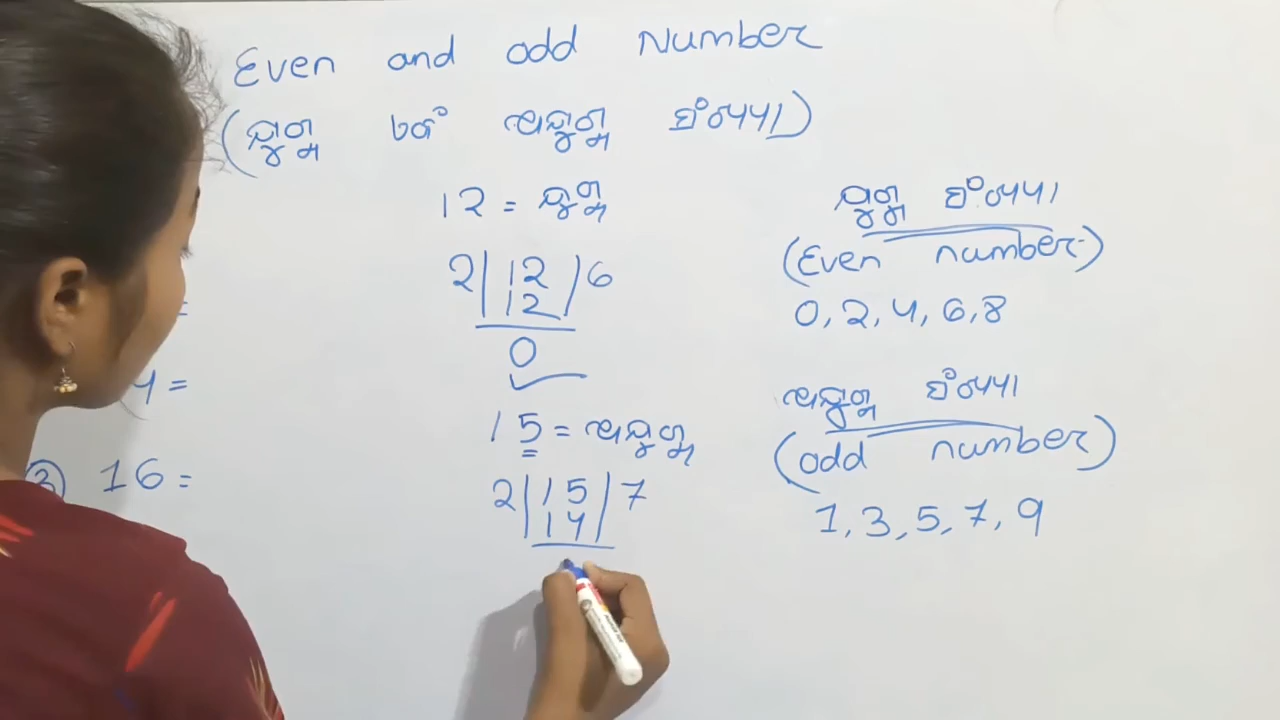 Even and odd Number
(ଯୁଗ୍ମ ଏବଂ ଅଯୁଗ୍ମ ସଂଖ୍ୟା)
12 = ଯୁଗ୍ମ
2 | 12 / 6
12
0
15 = ଅଯୁଗ୍ମ
2 | 15 | 7
14
4 =
③ 16 =
ଯୁଗ୍ମ ସଂଖ୍ୟା
(Even number)
0, 2, 4, 6, 8
ଅଯୁଗ୍ମ ସଂଖ୍ୟା
(odd number)
1, 3, 5, 7, 9